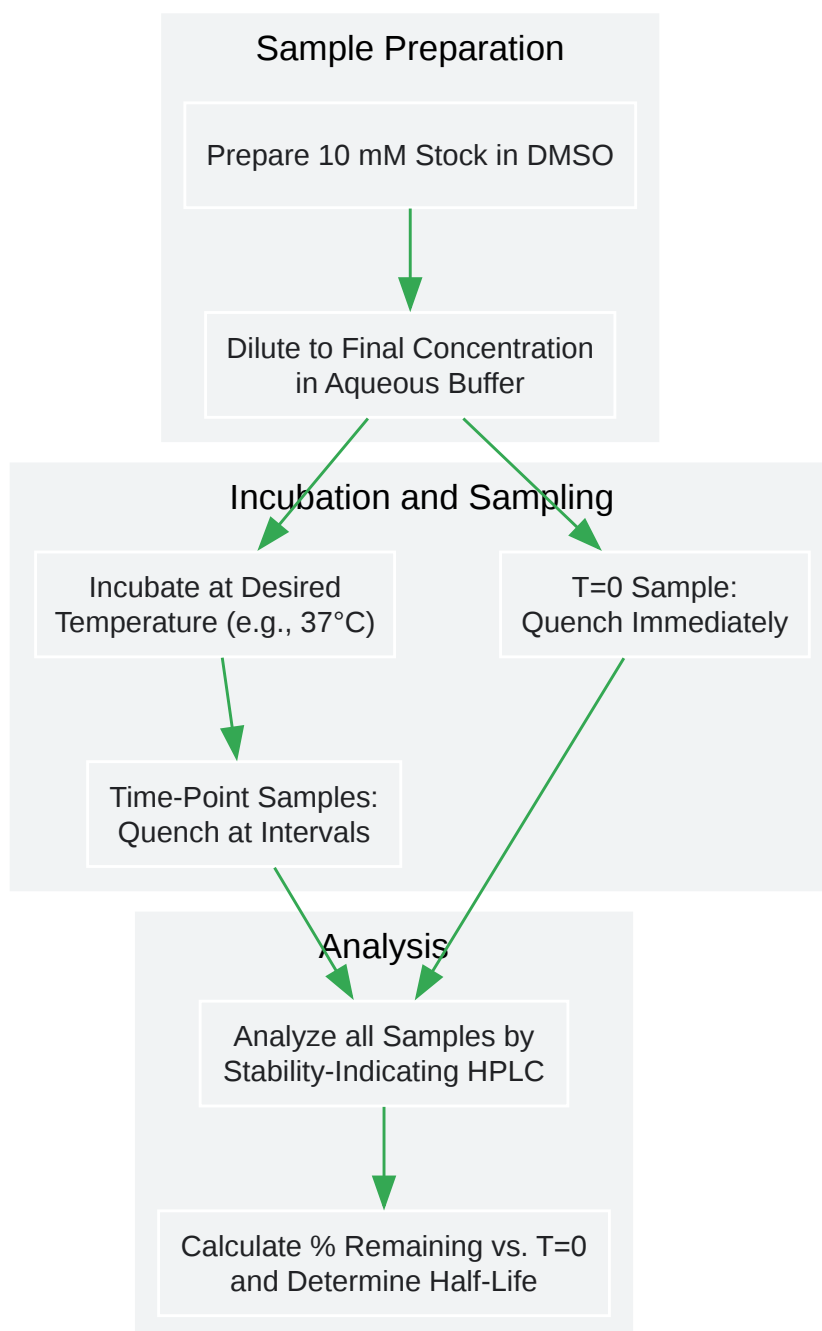 Sample Preparation
Prepare 10 mM Stock in DMSO
Dilute to Final Concentration
in Aqueous Buffer
Incubation and Sampling
Incubate at Desired
Temperature (e.g., 37°C)
T=0 Sample:
Quench Immediately
Time-Point Samples:
Quench at Intervals
Analysis
Analyze all Samples by
Stability-Indicating HPLC
Calculate % Remaining vs. T=0
and Determine Half-Life